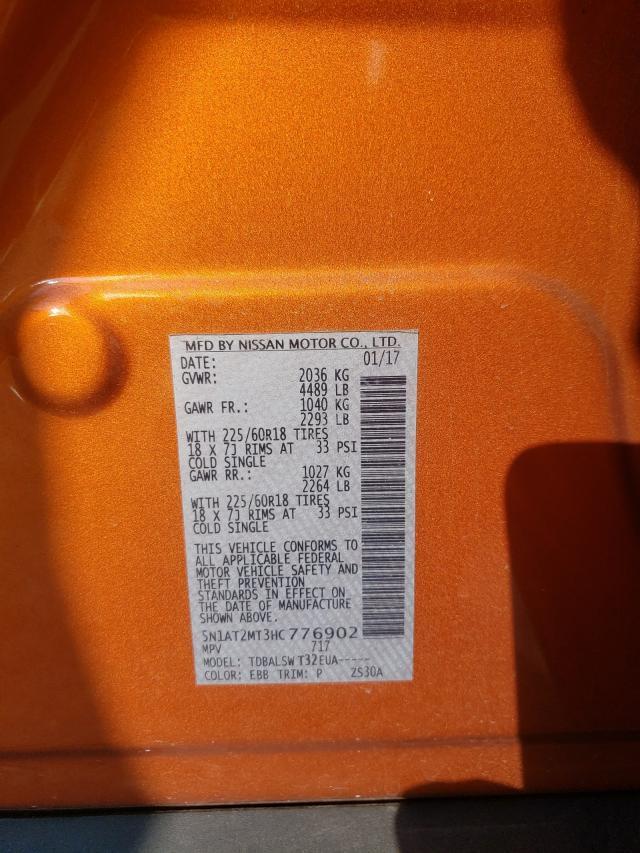 MFD BY NISSAN MOTOR CO., LTD.
DATE: 01/17
GVWR: 2036 KG
4489 LB
GAWR FR.: 1040 KG
2293 LB
WITH 225/60R18 TIRES
18 X 7J RIMS AT 33 PSI
COLD SINGLE
GAWR RR.: 1027 KG
2264 LB
WITH 225/60R18 TIRES
18 X 7J RIMS AT 33 PSI
COLD SINGLE
THIS VEHICLE CONFORMS TO
ALL APPLICABLE FEDERAL
MOTOR VEHICLE SAFETY AND
THEFT PREVENTION
STANDARDS IN EFFECT ON
THE DATE OF MANUFACTURE
SHOWN ABOVE.
5N1AT2MT3HC776902
MPV 717
MODEL: TDBALSW T32EUA-----
COLOR: EBB TRIM: P ZS30A